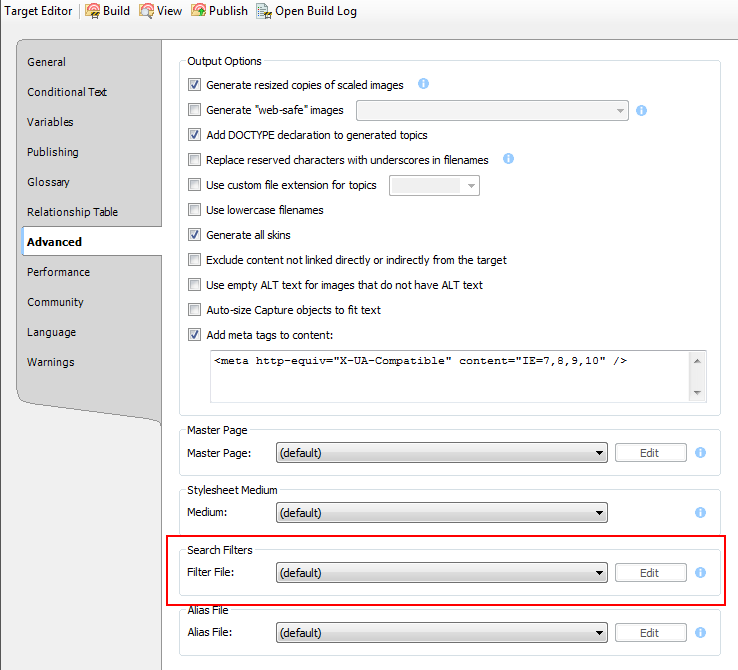 Target Editor Build View Publish Open Build Log
General
Conditional Text
Variables
Publishing
Glossary
Relationship Table
Advanced
Performance
Community
Language
Warnings
Output Options
Generate resized copies of scaled images
Generate "web-safe" images
Add DOCTYPE declaration to generated topics
Replace reserved characters with underscores in filenames
Use custom file extension for topics
Use lowercase filenames
Generate all skins
Exclude content not linked directly or indirectly from the target
Use empty ALT text for images that do not have ALT text
Auto-size Capture objects to fit text
Add meta tags to content:
<meta http-equiv="X-UA-Compatible" content="IE=7,8,9,10" />
Master Page
Master Page: (default) Edit
Stylesheet Medium
Medium: (default)
Search Filters
Filter File: (default) Edit
Alias File
Alias File: (default) Edit